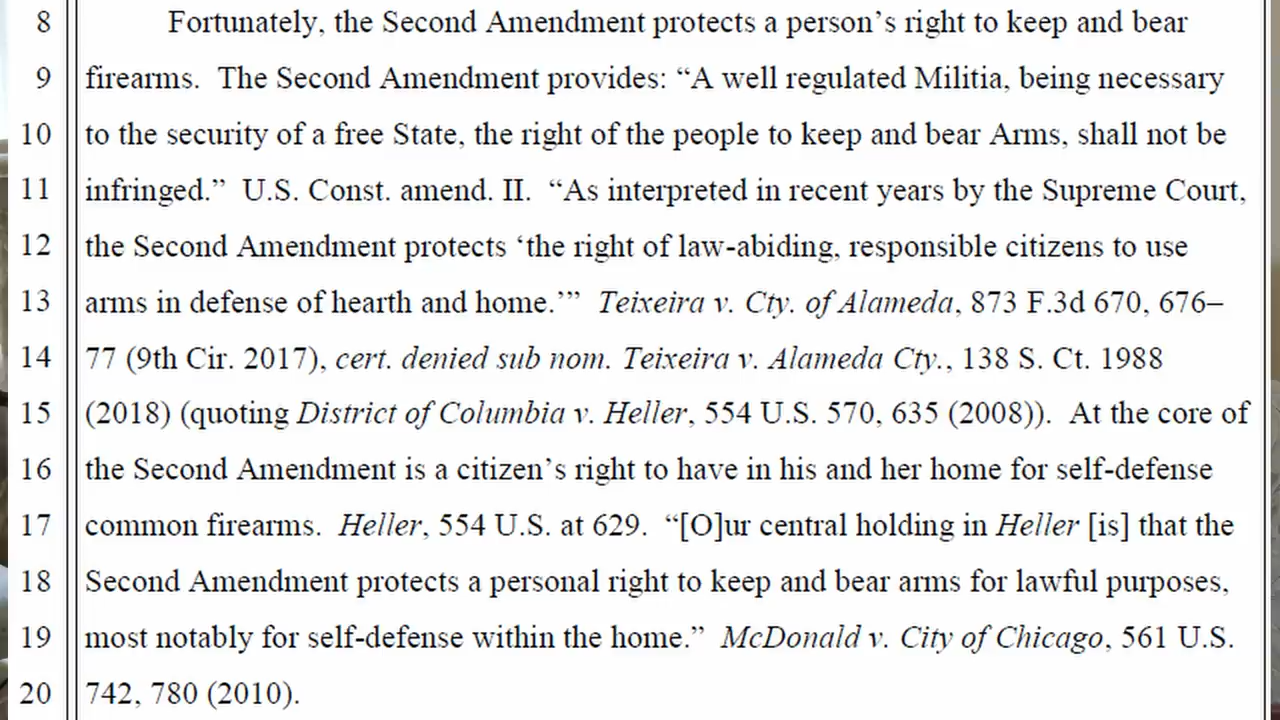 8 Fortunately, the Second Amendment protects a person’s right to keep and bear
9 firearms. The Second Amendment provides: “A well regulated Militia, being necessary
10 to the security of a free State, the right of the people to keep and bear Arms, shall not be
11 infringed.” U.S. Const. amend. II. “As interpreted in recent years by the Supreme Court,
12 the Second Amendment protects ‘the right of law-abiding, responsible citizens to use
13 arms in defense of hearth and home.’” Teixeira v. Cty. of Alameda, 873 F.3d 670, 676–
14 77 (9th Cir. 2017), cert. denied sub nom. Teixeira v. Alameda Cty., 138 S. Ct. 1988
15 (2018) (quoting District of Columbia v. Heller, 554 U.S. 570, 635 (2008)). At the core of
16 the Second Amendment is a citizen’s right to have in his and her home for self-defense
17 common firearms. Heller, 554 U.S. at 629. “[O]ur central holding in Heller [is] that the
18 Second Amendment protects a personal right to keep and bear arms for lawful purposes,
19 most notably for self-defense within the home.” McDonald v. City of Chicago, 561 U.S.
20 742, 780 (2010).